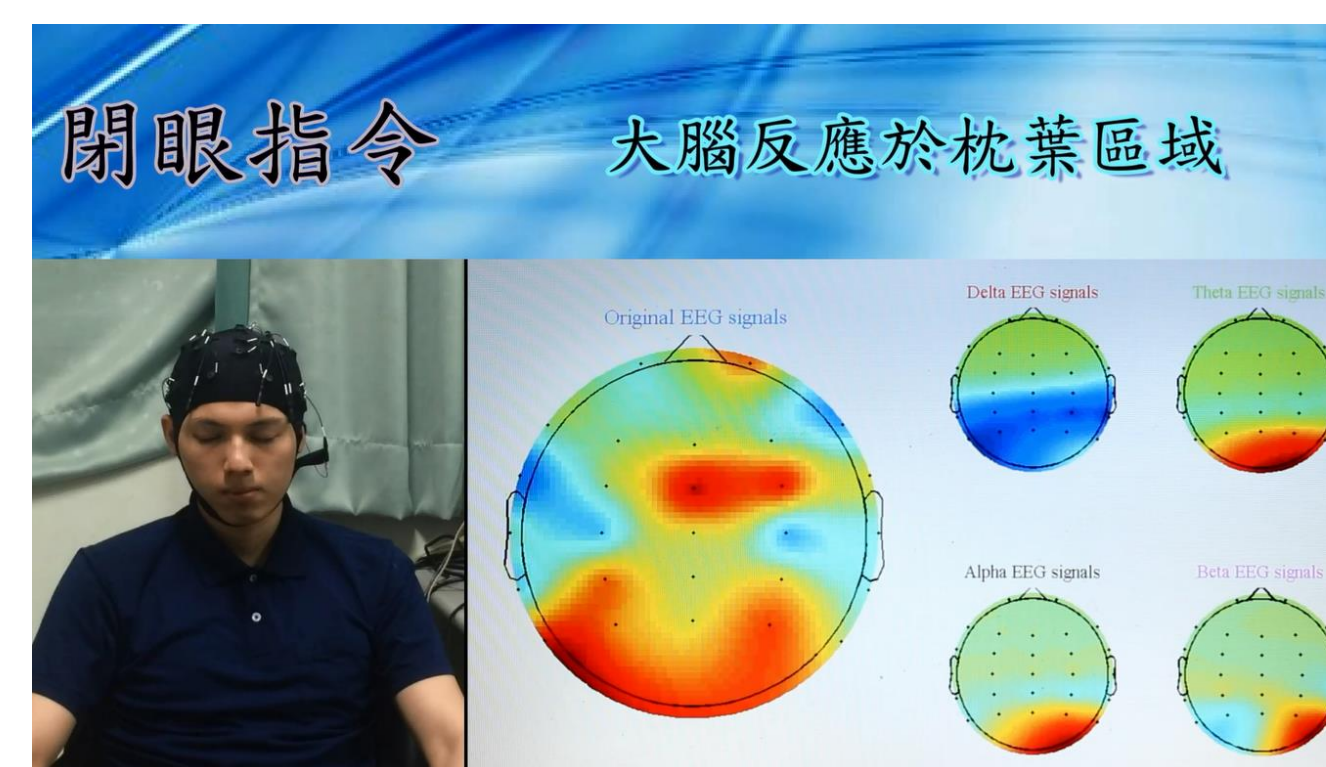 閉眼指令
大腦反應於枕葉區域
Original EEG signals
Delta EEG signals
Theta EEG signals
Alpha EEG signals
Beta EEG signals